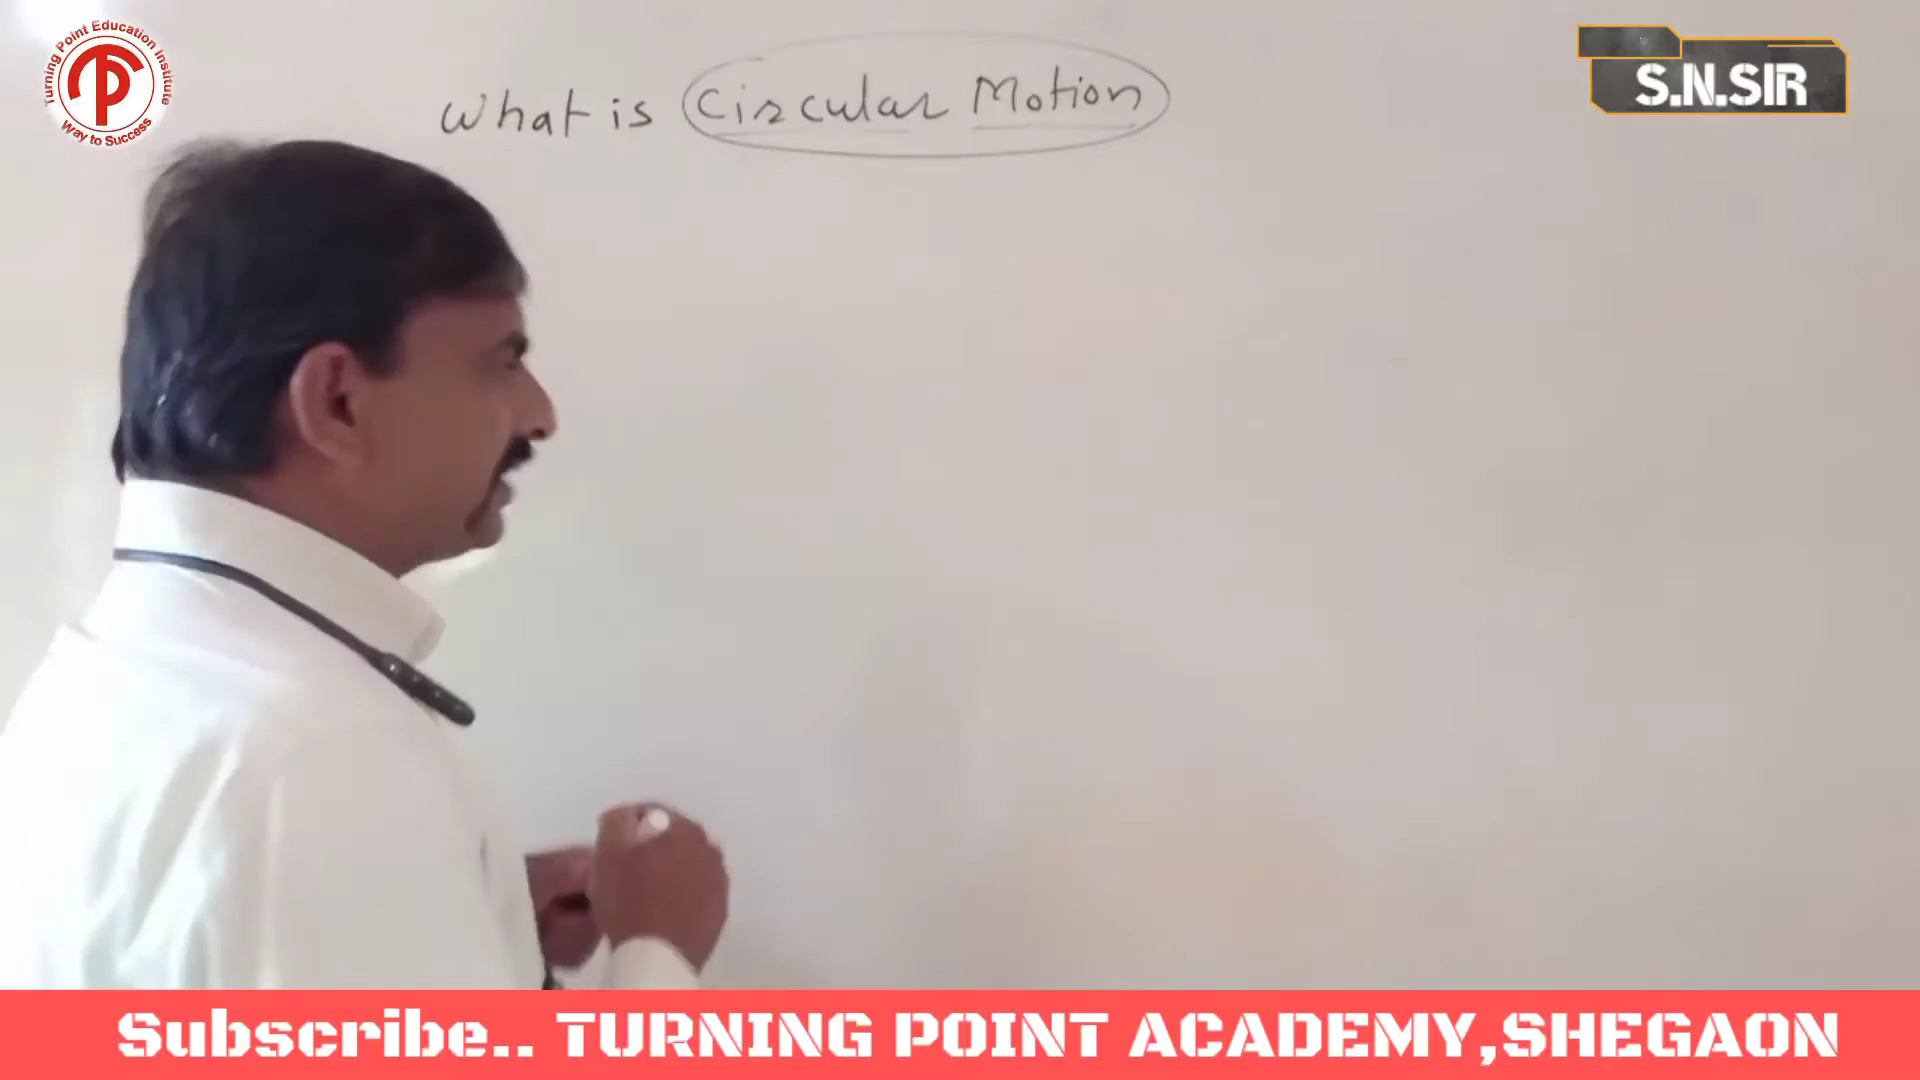 Turning Point Education Institute
Way to Success
S.N.SIR
What is Circular Motion
Subscribe.. TURNING POINT ACADEMY,SHEGAON